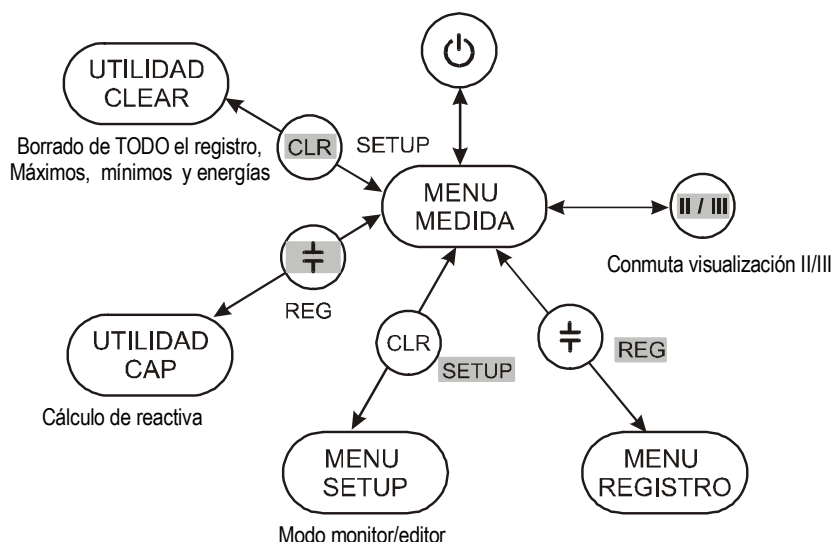 UTILIDAD
CLEAR
Borrado de TODO el registro,
Máximos, mínimos y energías
CLR
SETUP
MENU
MEDIDA
II / III
Conmuta visualización II/III
REG
UTILIDAD
CAP
Cálculo de reactiva
CLR
SETUP
REG
MENU
SETUP
Modo monitor/editor
MENU
REGISTRO